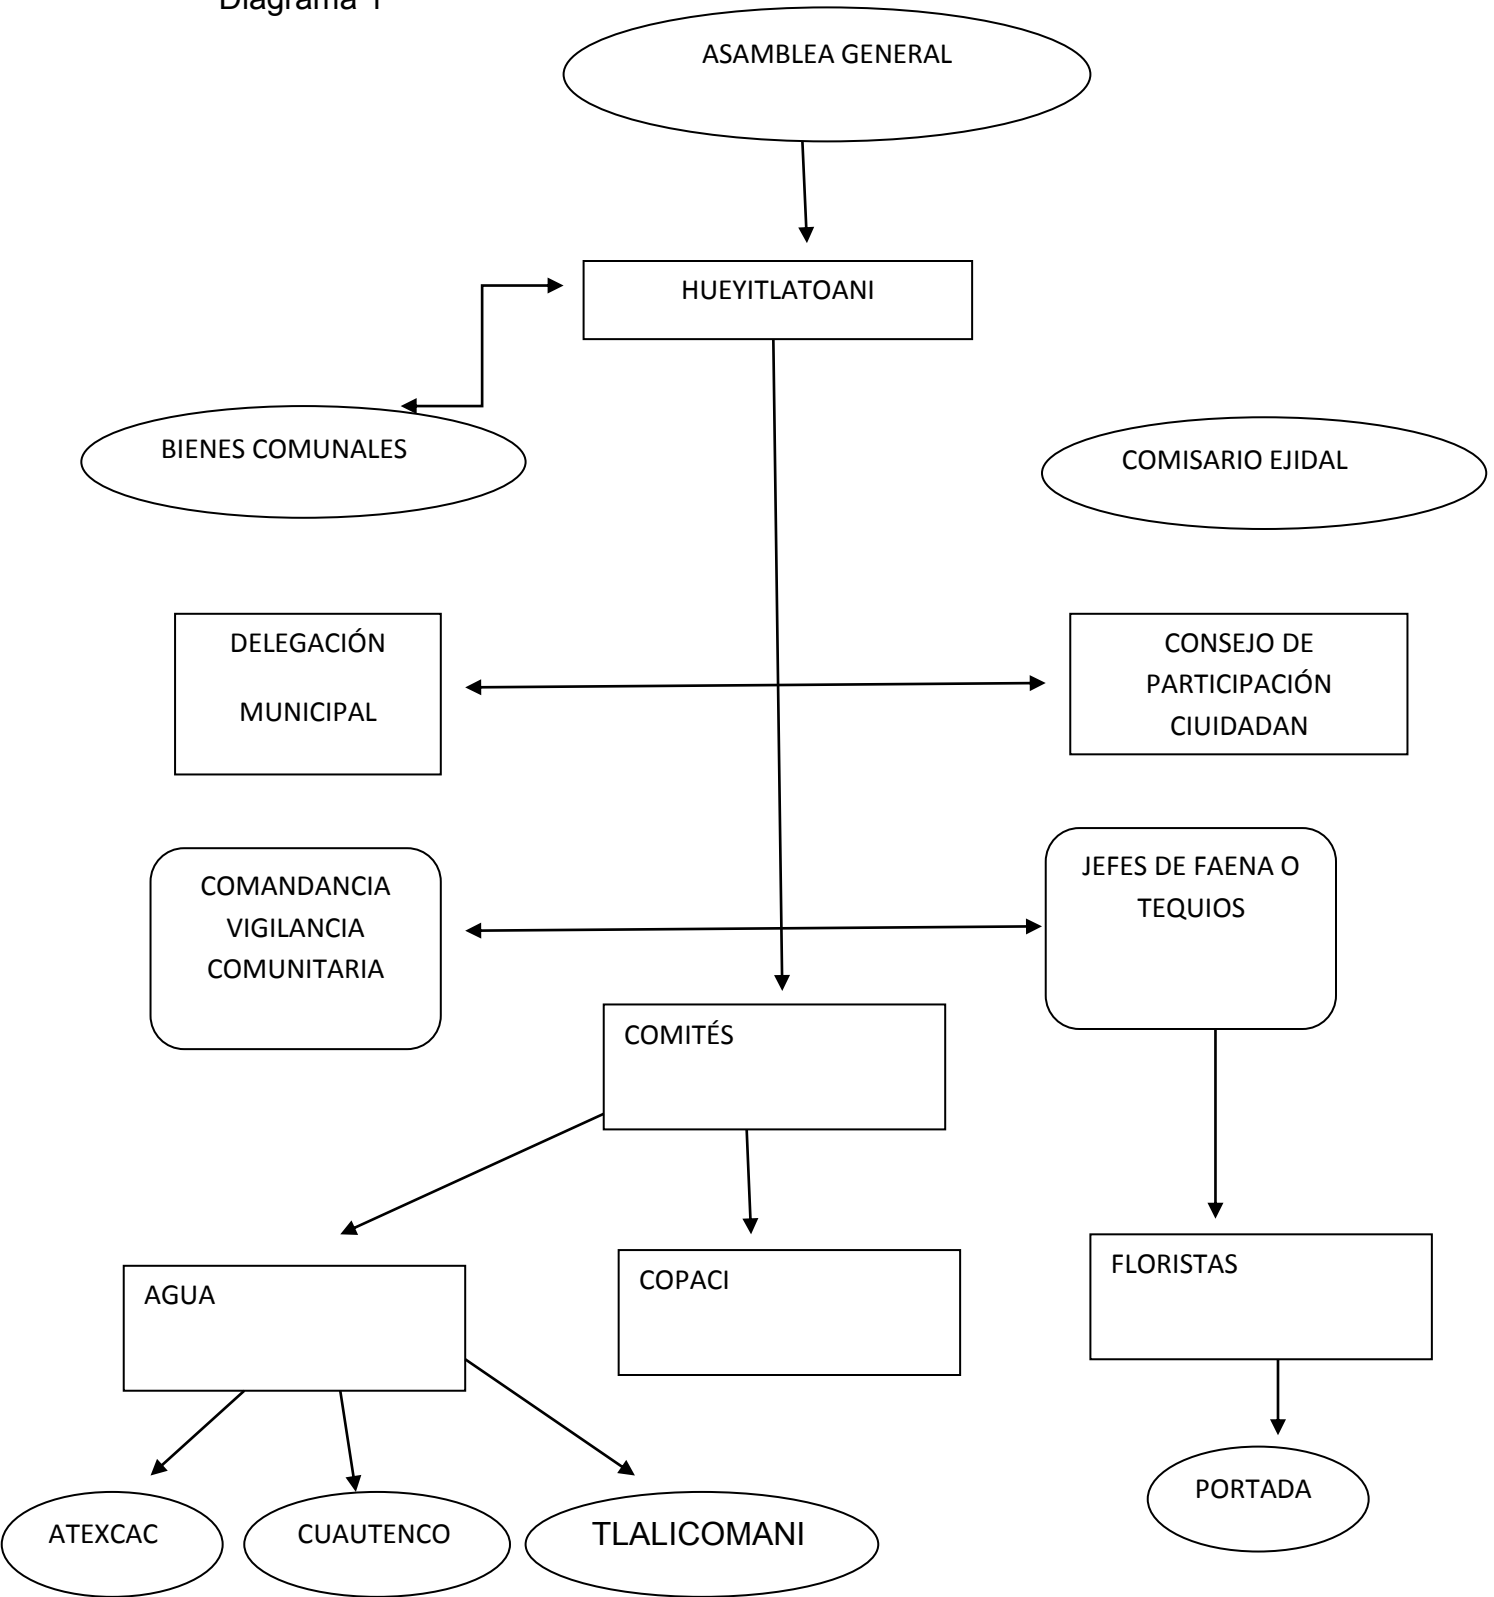 Diagrama 1
ASAMBLEA GENERAL
HUEYITLATOANI
BIENES COMUNALES
COMISARIO EJIDAL
DELEGACIÓN
MUNICIPAL
CONSEJO DE
PARTICIPACIÓN
CIUIDADAN
COMANDANCIA
VIGILANCIA
COMUNITARIA
JEFES DE FAENA O
TEQUIOS
COMITÉS
AGUA
COPACI
FLORISTAS
ATEXCAC
CUAUTENCO
TLALICOMANI
PORTADA